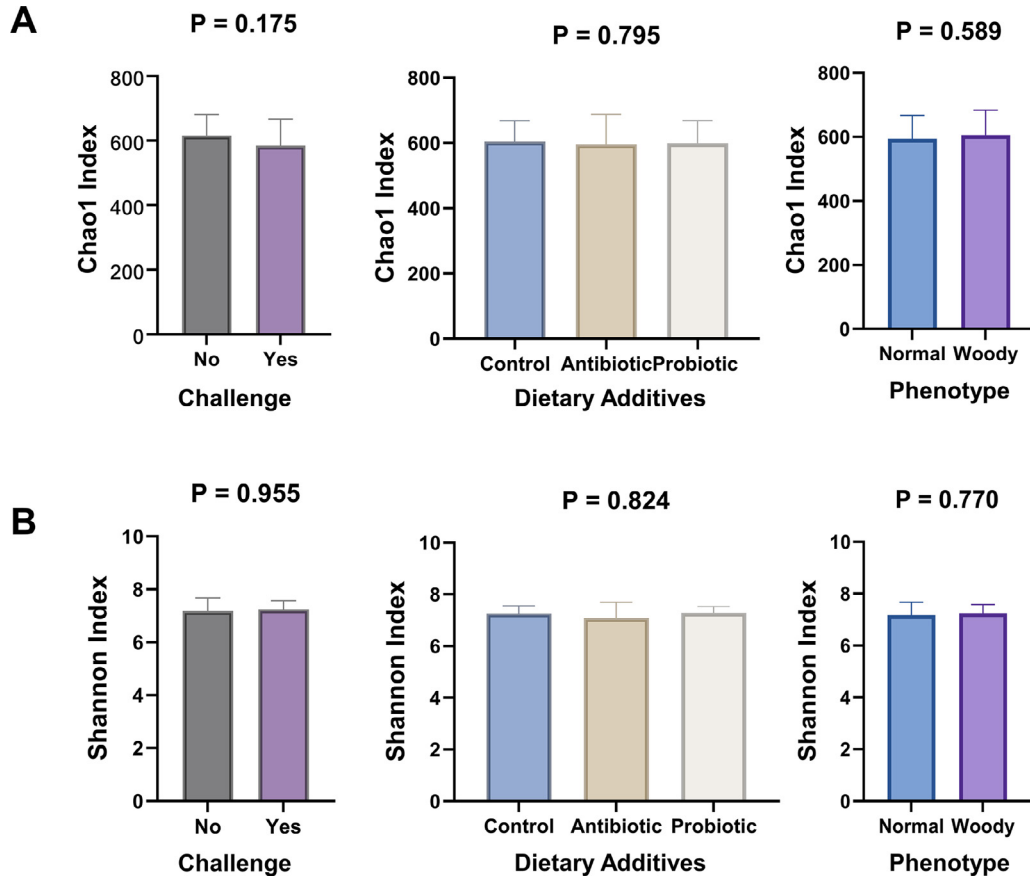 A
P = 0.175
P = 0.795
P = 0.589
Chao1 Index
800
600
400
200
0
No Yes
Challenge
Chao1 Index
800
600
400
200
0
Control Antibiotic Probiotic
Dietary Additives
Chao1 Index
800
600
400
200
0
Normal Woody
Phenotype
B
P = 0.955
P = 0.824
P = 0.770
Shannon Index
10
8
6
4
2
0
No Yes
Challenge
Shannon Index
10
8
6
4
2
0
Control Antibiotic Probiotic
Dietary Additives
Shannon Index
10
8
6
4
2
0
Normal Woody
Phenotype